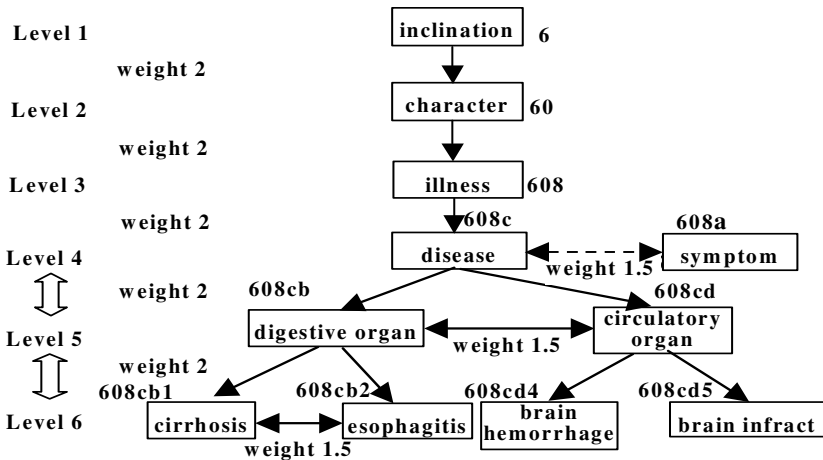 Level 1
inclination
6
weight 2
Level 2
character
60
weight 2
Level 3
illness
608
weight 2
608c
608a
Level 4
disease
symptom
weight 1.5
weight 2
608cb
608cd
Level 5
digestive organ
circulatory
organ
weight 1.5
weight 2
608cb1
608cb2
608cd4
608cd5
Level 6
cirrhosis
esophagitis
brain
hemorrhage
brain infract
weight 1.5